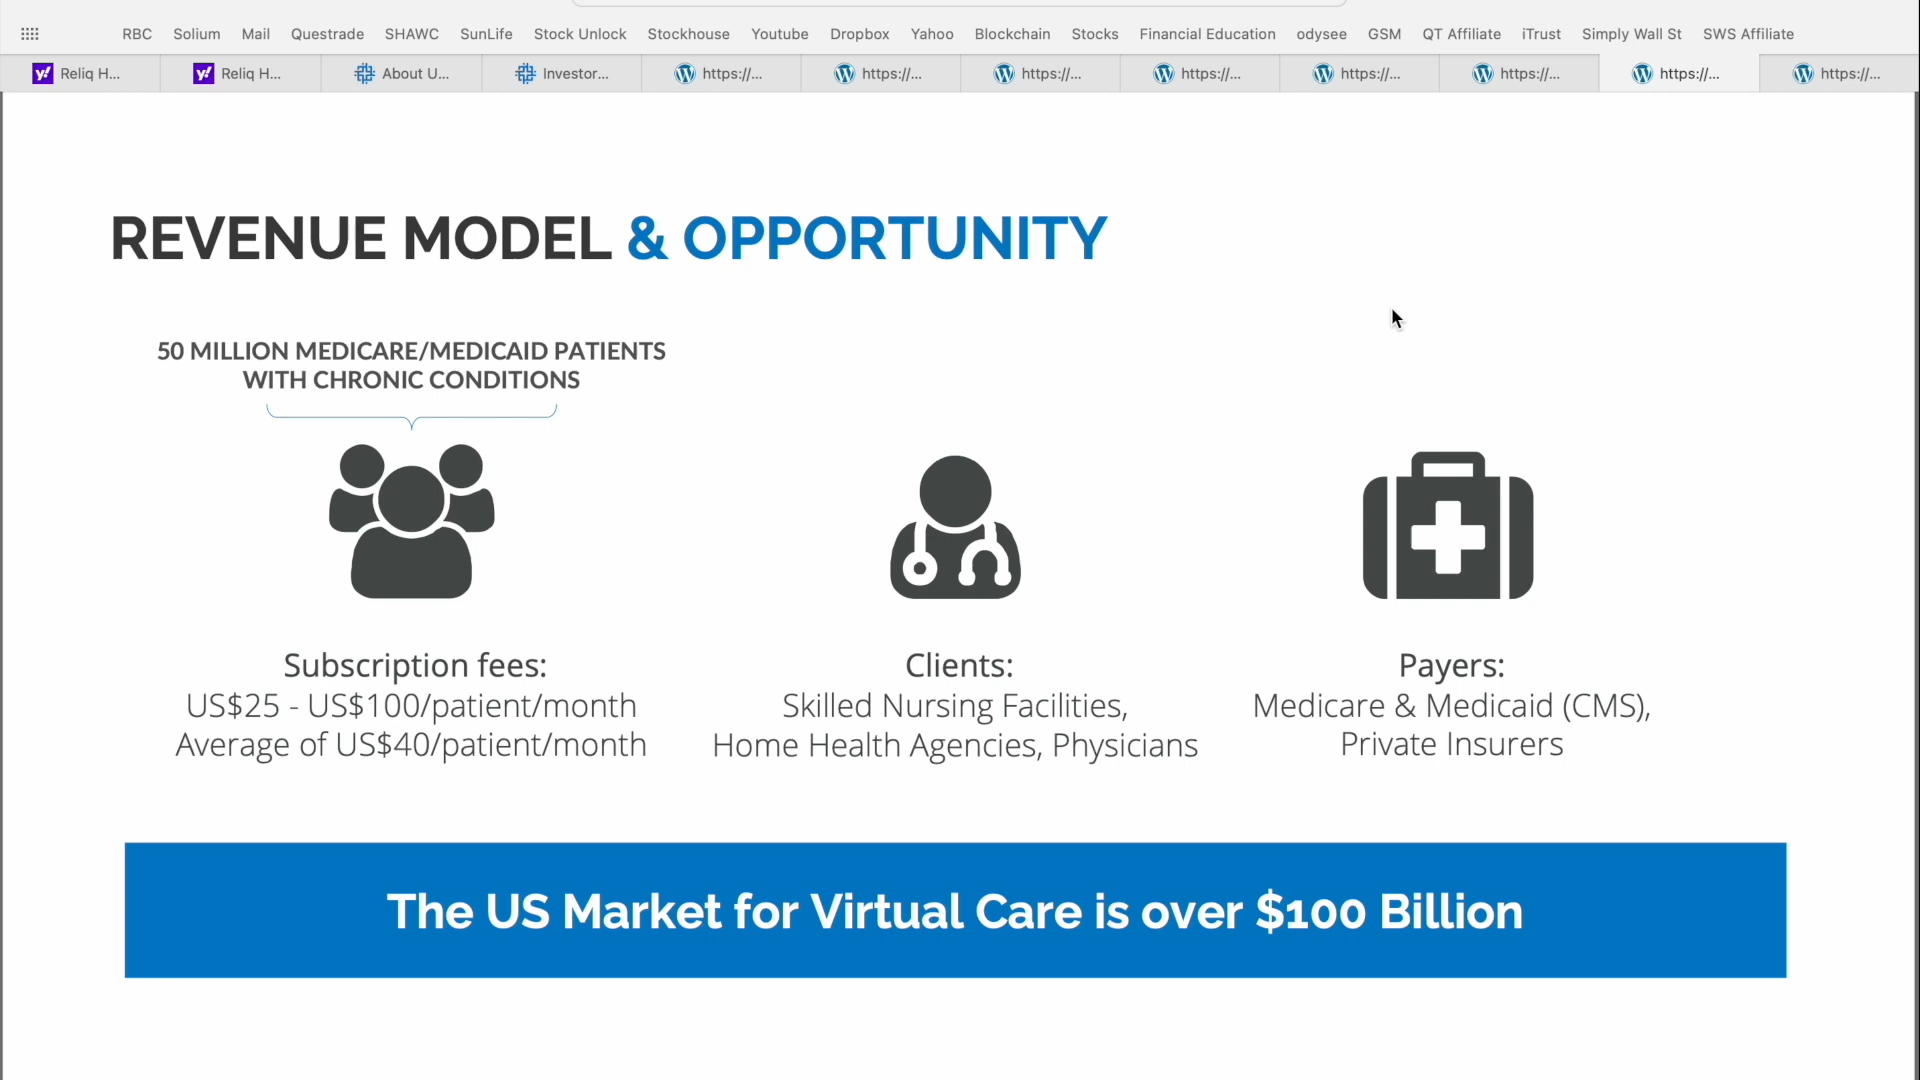 RBC Solium Mail Questrade SHAWC SunLife Stock Unlock Stockhouse Youtube Dropbox Yahoo Blockchain Stocks Financial Education odysee GSM QT Affiliate iTrust Simply Wall St SWS Affiliate
y! Reliq H... y! Reliq H... About U... Investor... https://... https://... https://... https://... https://... https://... https://... https://...
REVENUE MODEL & OPPORTUNITY
50 MILLION MEDICARE/MEDICAID PATIENTS
WITH CHRONIC CONDITIONS
Subscription fees:
US$25 - US$100/patient/month
Average of US$40/patient/month
Clients:
Skilled Nursing Facilities,
Home Health Agencies, Physicians
Payers:
Medicare & Medicaid (CMS),
Private Insurers
The US Market for Virtual Care is over $100 Billion